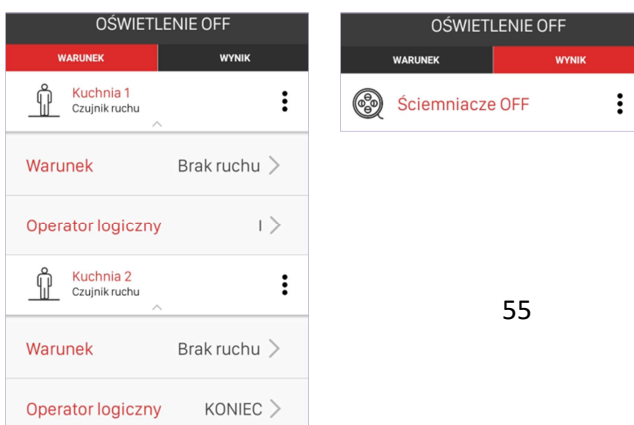 OŚWIETLENIE OFF
WARUNEK WYNIK
Kuchnia 1
Czujnik ruchu
Warunek Brak ruchu
Operator logiczny I
Kuchnia 2
Czujnik ruchu
Warunek Brak ruchu
Operator logiczny KONIEC
OŚWIETLENIE OFF
WARUNEK WYNIK
Ściemniacze OFF
55